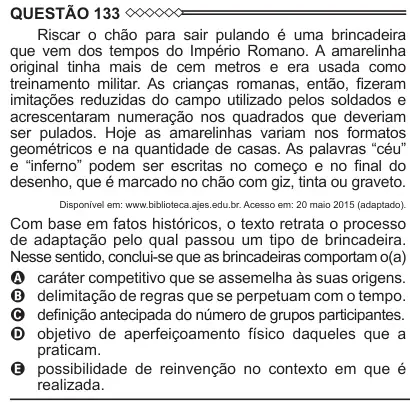 QUESTÃO 133
Riscar o chão para sair pulando é uma brincadeira
que vem dos tempos do Império Romano. A amarelinha
original tinha mais de cem metros e era usada como
treinamento militar. As crianças romanas, então, fizeram
imitações reduzidas do campo utilizado pelos soldados e
acrescentaram numeração nos quadrados que deveriam
ser pulados. Hoje as amarelinhas variam nos formatos
geométricos e na quantidade de casas. As palavras “céu”
e “inferno” podem ser escritas no começo e no final do
desenho, que é marcado no chão com giz, tinta ou graveto.
Disponível em: www.biblioteca.ajes.edu.br. Acesso em: 20 maio 2015 (adaptado).
Com base em fatos históricos, o texto retrata o processo
de adaptação pelo qual passou um tipo de brincadeira.
Nesse sentido, conclui-se que as brincadeiras comportam o(a)
A caráter competitivo que se assemelha às suas origens.
B delimitação de regras que se perpetuam com o tempo.
C definição antecipada do número de grupos participantes.
D objetivo de aperfeiçoamento físico daqueles que a
praticam.
E possibilidade de reinvenção no contexto em que é
realizada.